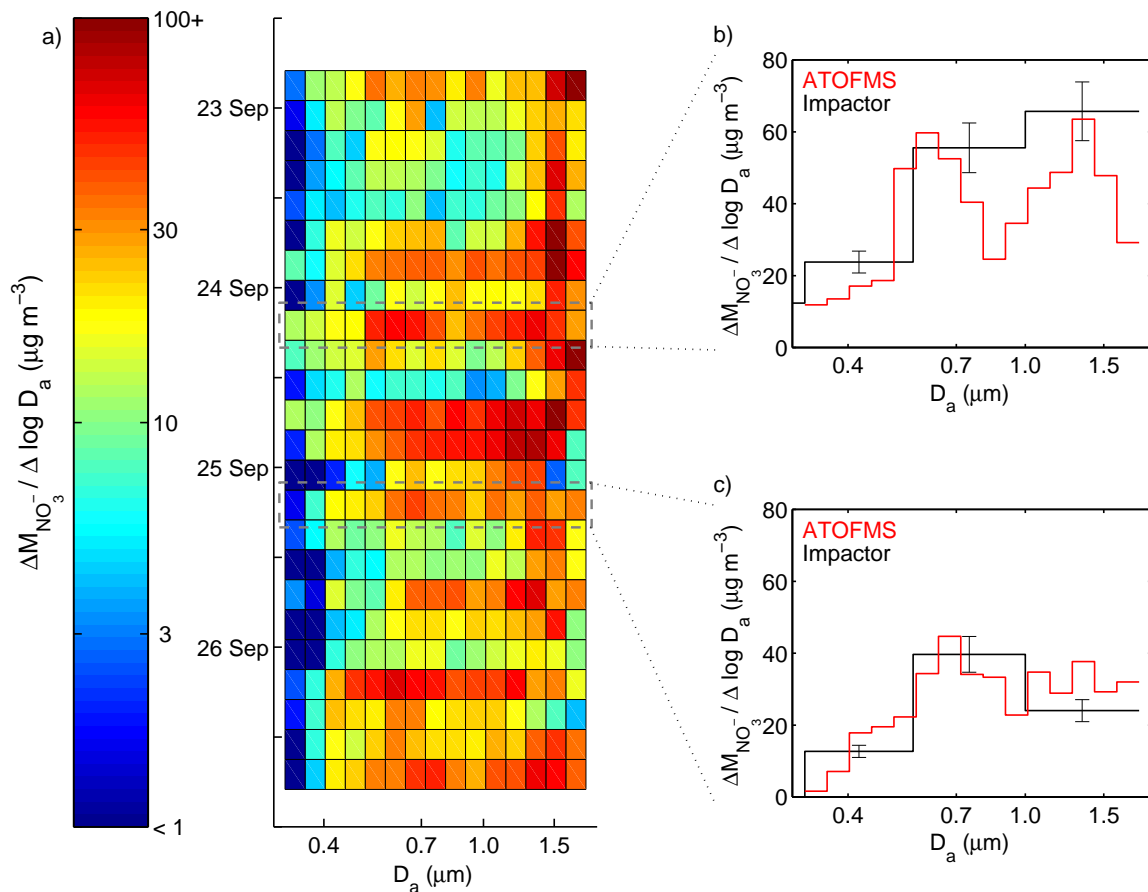 a)
100+
30
10
3
< 1
ΔM_NO₃⁻ / Δ log D_a (μg m⁻³)
23 Sep
24 Sep
25 Sep
26 Sep
0.4 0.7 1.0 1.5
D_a (μm)
b)
ATOFMS
Impactor
80
60
40
20
0
ΔM_NO₃⁻ / Δ log D_a (μg m⁻³)
0.4 0.7 1.0 1.5
D_a (μm)
c)
ATOFMS
Impactor
80
60
40
20
0
ΔM_NO₃⁻ / Δ log D_a (μg m⁻³)
0.4 0.7 1.0 1.5
D_a (μm)